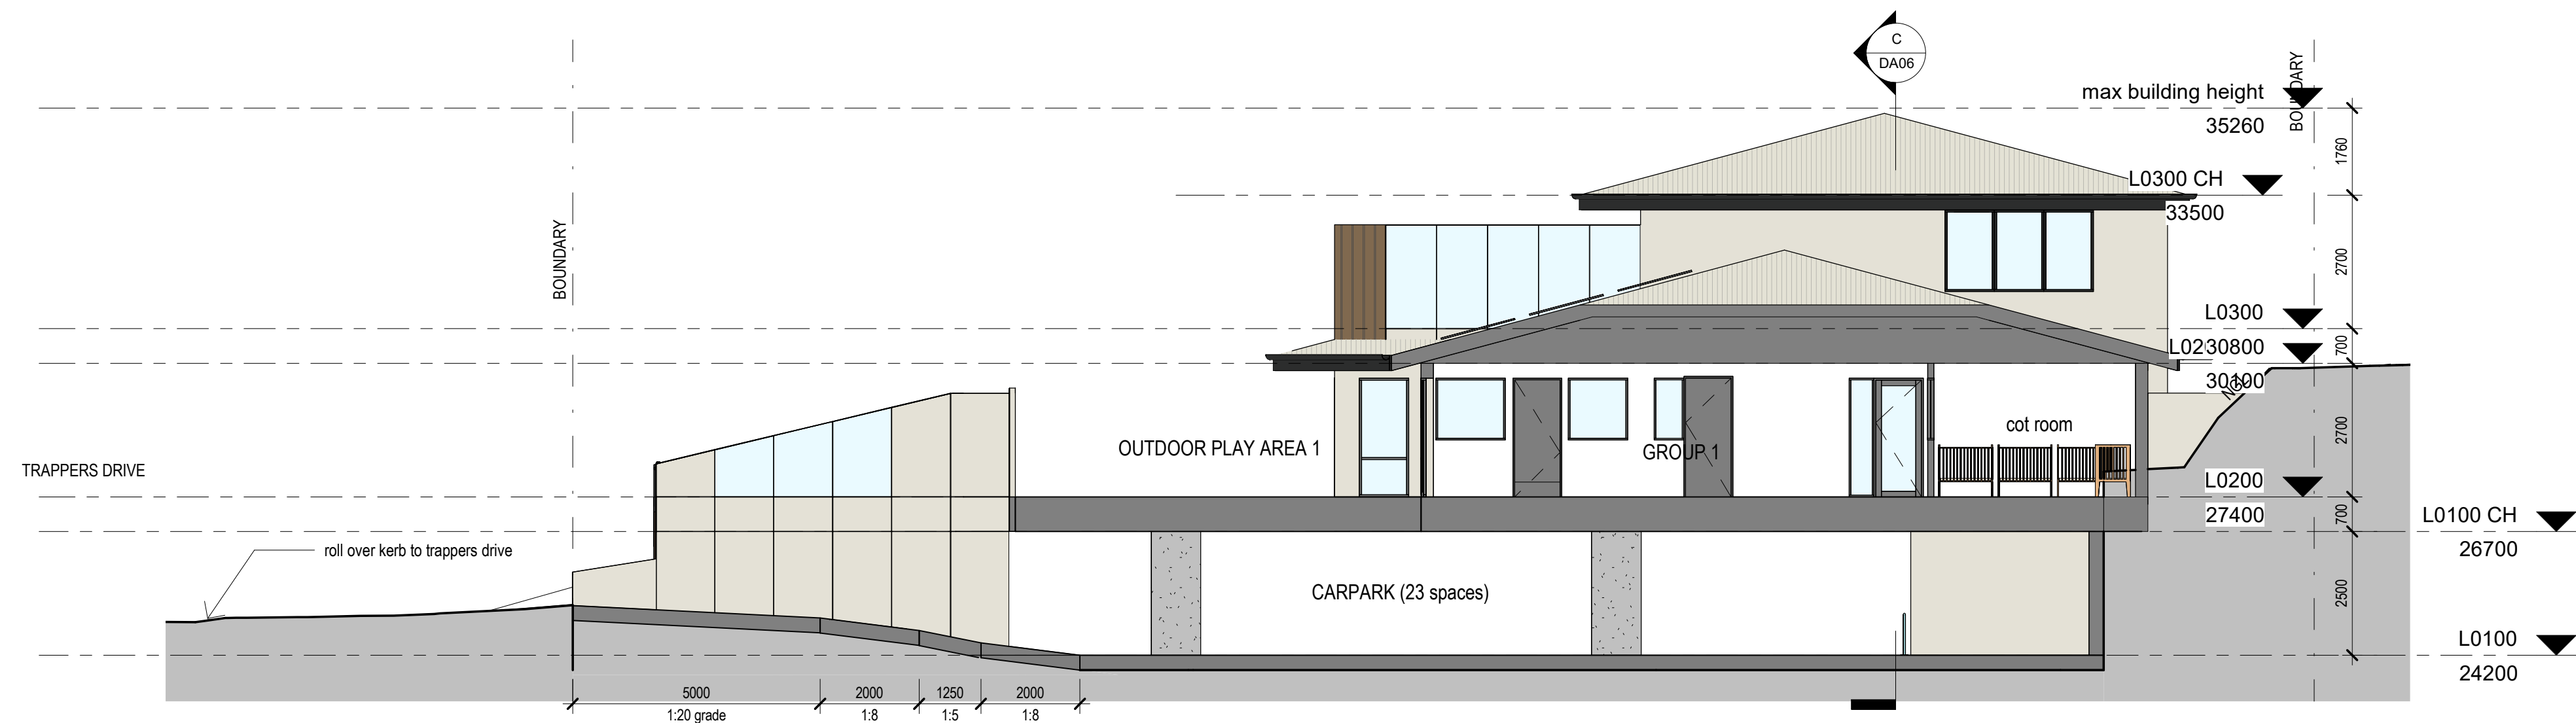 C
DA06
BOUNDARY
max building height
35260
1760
L0300 CH
33500
BOUNDARY
2700
L0300
30800
700
30100
NGL
2700
cot room
OUTDOOR PLAY AREA 1
GROUP 1
TRAPPERS DRIVE
L0200
27400
700
L0100 CH
26700
roll over kerb to trappers drive
CARPARK (23 spaces)
2500
L0100
24200
5000
2000
1250
2000
1:20 grade
1:8
1:5
1:8